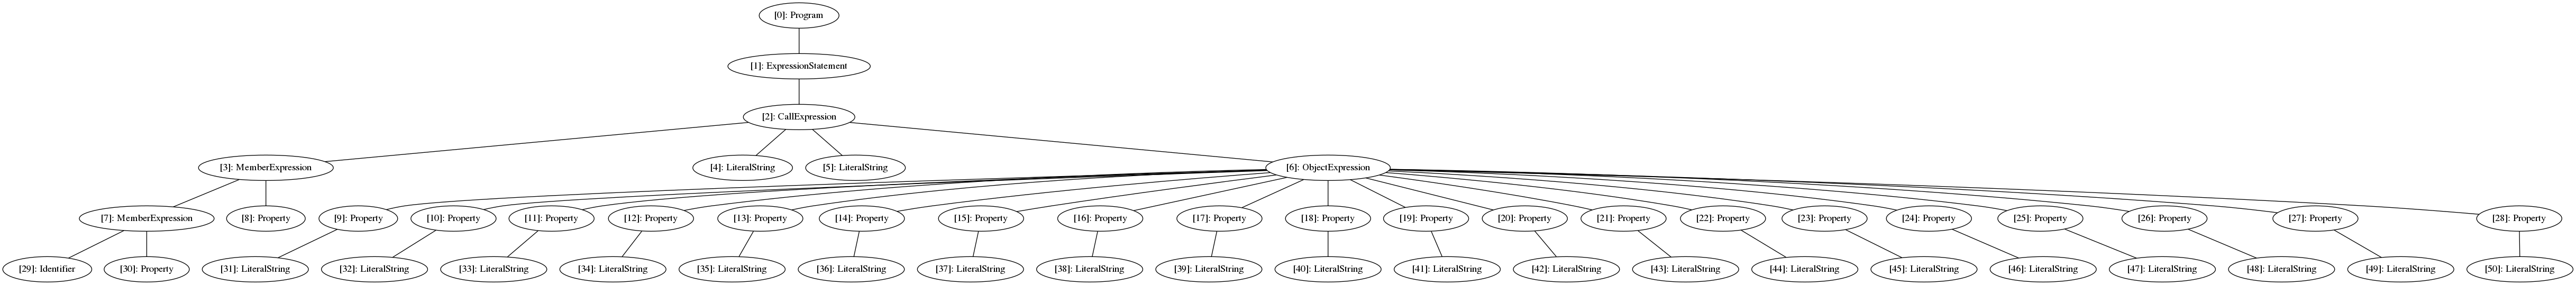 [0]: Program
[1]: ExpressionStatement
[2]: CallExpression
[3]: MemberExpression
[4]: LiteralString
[5]: LiteralString
[6]: ObjectExpression
[7]: MemberExpression
[8]: Property
[9]: Property
[10]: Property
[11]: Property
[12]: Property
[13]: Property
[14]: Property
[15]: Property
[16]: Property
[17]: Property
[18]: Property
[19]: Property
[20]: Property
[21]: Property
[22]: Property
[23]: Property
[24]: Property
[25]: Property
[26]: Property
[27]: Property
[28]: Property
[29]: Identifier
[30]: Property
[31]: LiteralString
[32]: LiteralString
[33]: LiteralString
[34]: LiteralString
[35]: LiteralString
[36]: LiteralString
[37]: LiteralString
[38]: LiteralString
[39]: LiteralString
[40]: LiteralString
[41]: LiteralString
[42]: LiteralString
[43]: LiteralString
[44]: LiteralString
[45]: LiteralString
[46]: LiteralString
[47]: LiteralString
[48]: LiteralString
[49]: LiteralString
[50]: LiteralString